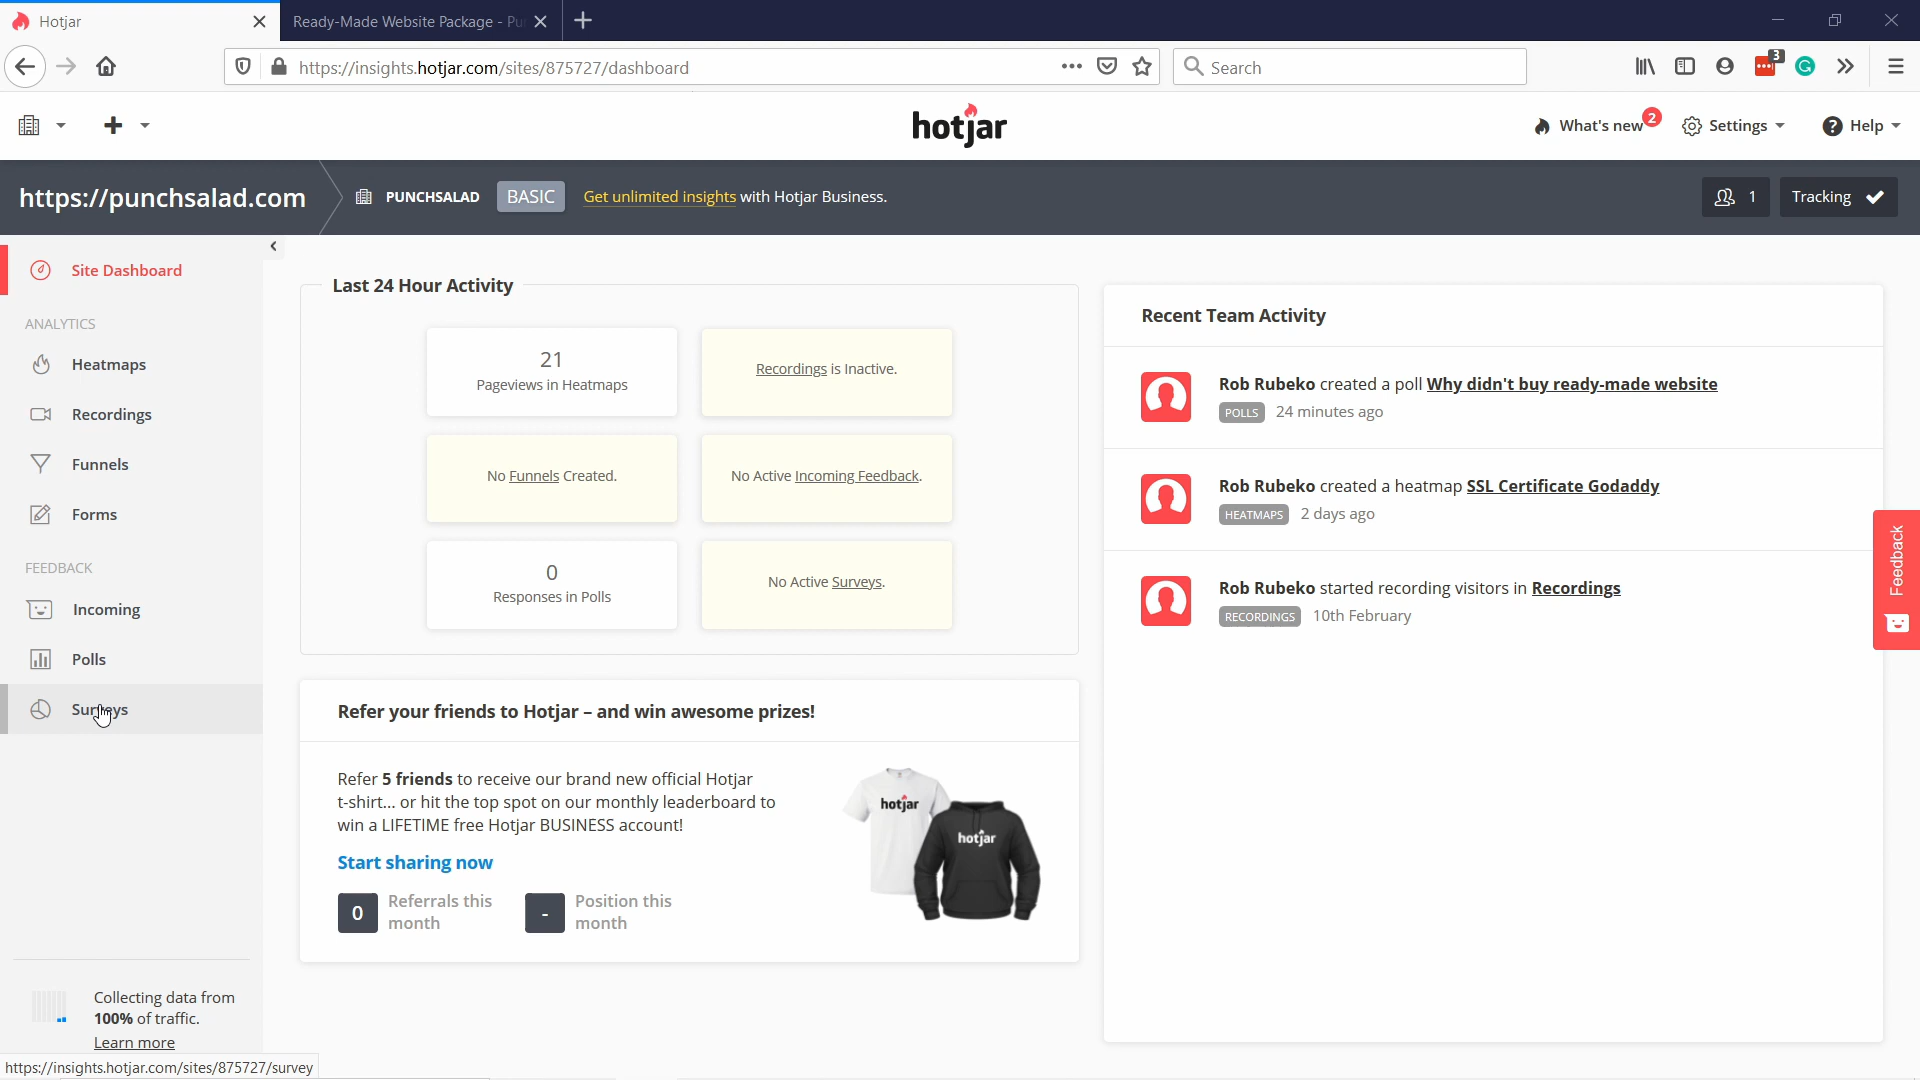 Hotjar
Ready-Made Website Package - Pu
https://insights.hotjar.com/sites/875727/dashboard
Search
3
hotjar
What's new 2
Settings
Help
https://punchsalad.com
PUNCHSALAD
BASIC
Get unlimited insights with Hotjar Business.
1
Tracking
Site Dashboard
ANALYTICS
Heatmaps
Recordings
Funnels
Forms
FEEDBACK
Incoming
Polls
Surveys
Collecting data from
100% of traffic.
Learn more
https://insights.hotjar.com/sites/875727/survey
Last 24 Hour Activity
21
Pageviews in Heatmaps
Recordings is Inactive.
No Funnels Created.
No Active Incoming Feedback.
0
Responses in Polls
No Active Surveys.
Refer your friends to Hotjar – and win awesome prizes!
Refer 5 friends to receive our brand new official Hotjar
t-shirt... or hit the top spot on our monthly leaderboard to
win a LIFETIME free Hotjar BUSINESS account!
Start sharing now
0
Referrals this
month
-
Position this
month
hotjar
hotjar
Recent Team Activity
Rob Rubeko created a poll Why didn't buy ready-made website
POLLS 24 minutes ago
Rob Rubeko created a heatmap SSL Certificate Godaddy
HEATMAPS 2 days ago
Rob Rubeko started recording visitors in Recordings
RECORDINGS 10th February
Feedback